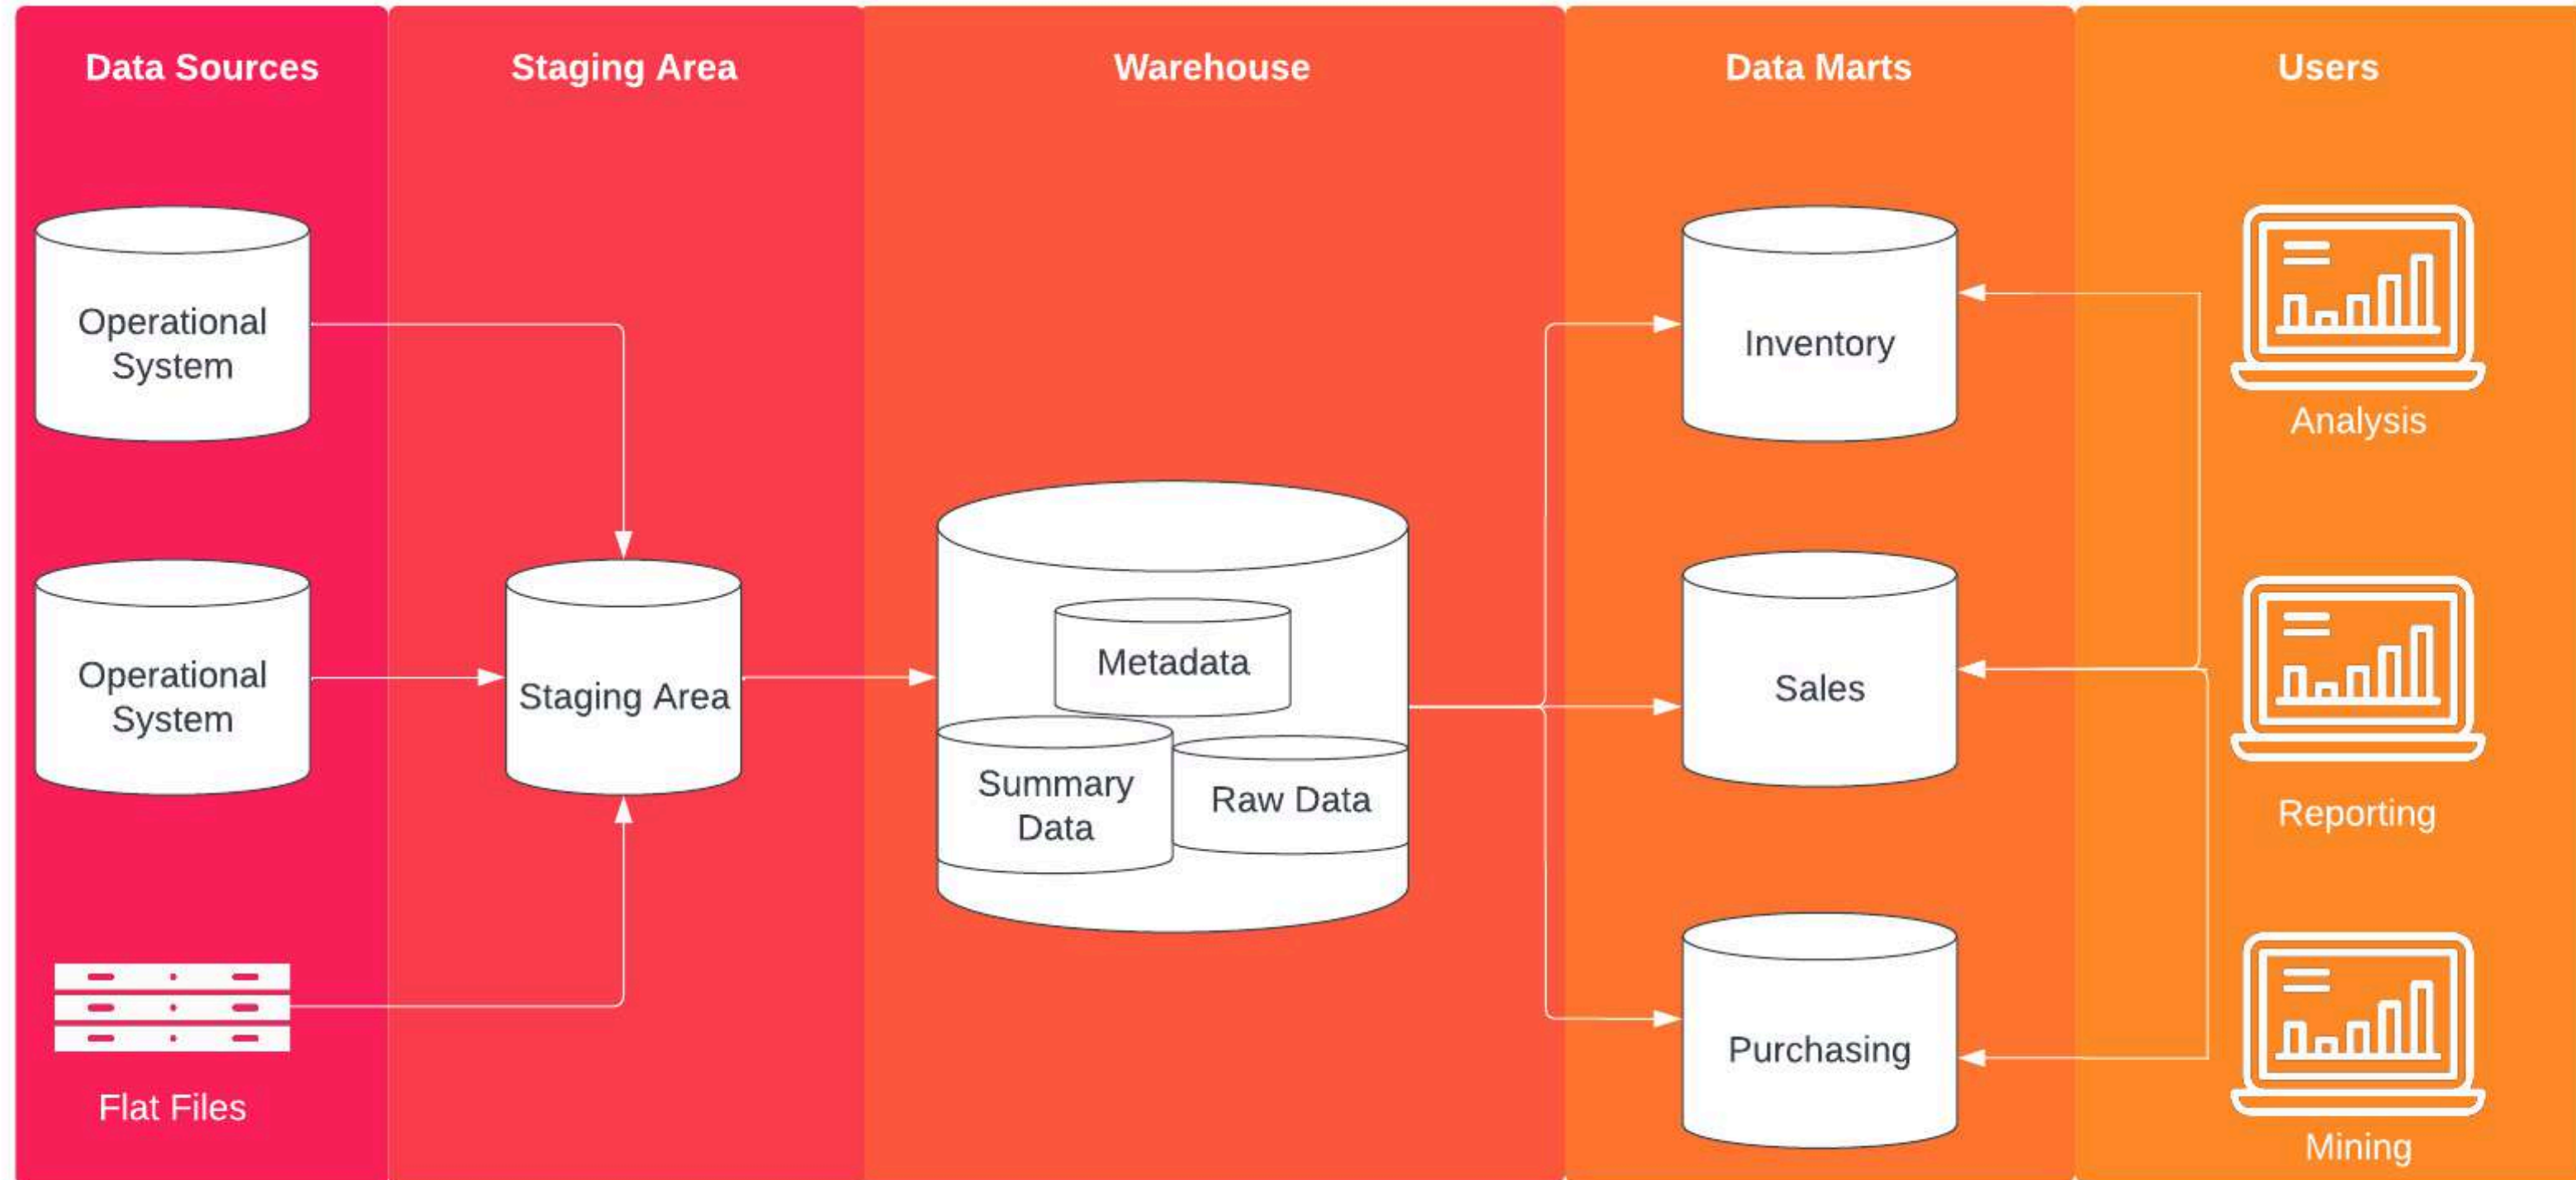 Data Sources
Staging Area
Warehouse
Data Marts
Users
Operational
System
Operational
System
Flat Files
Staging Area
Metadata
Summary
Data
Raw Data
Inventory
Sales
Purchasing
Analysis
Reporting
Mining